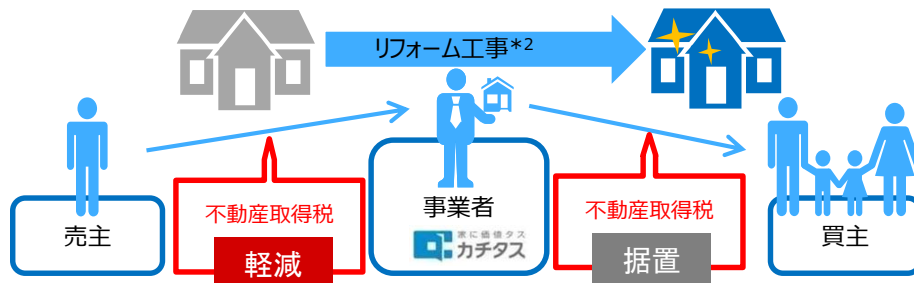 リフォーム工事*2
売主
不動産取得税
軽減
事業者
家に価値タス
カチタス
不動産取得税
据置
買主